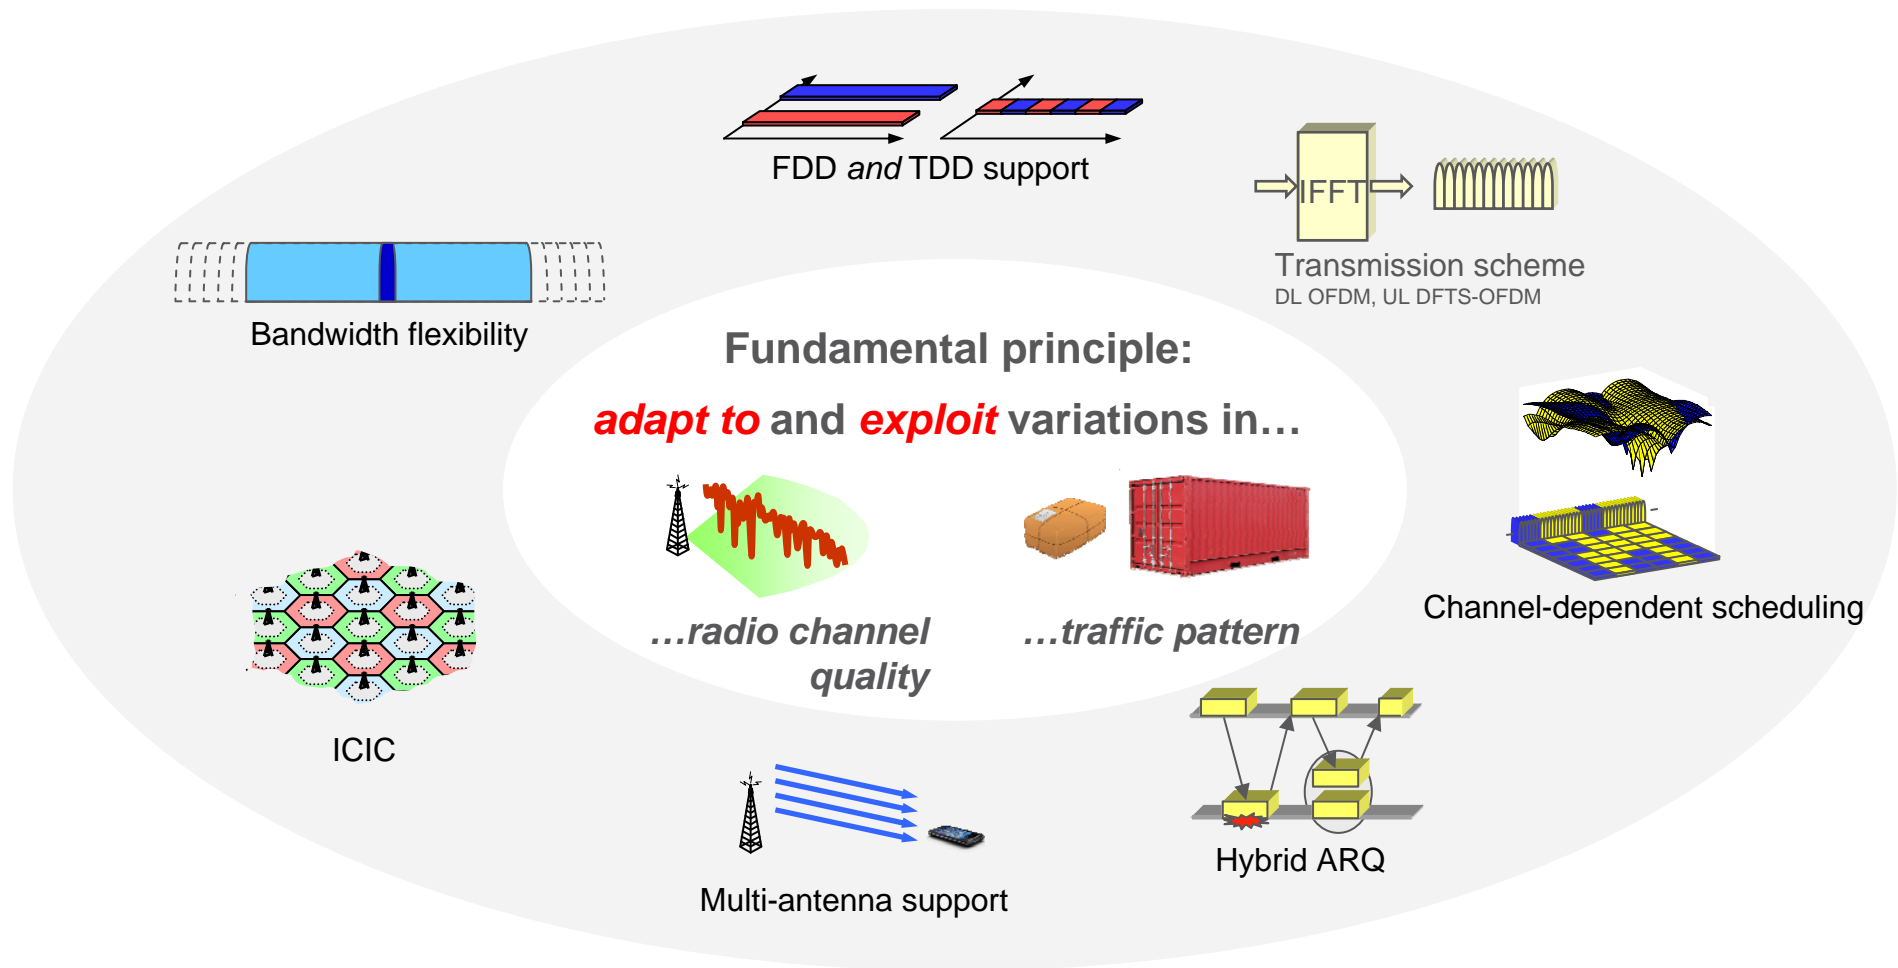 FDD and TDD support
IFFT
Transmission scheme
DL OFDM, UL DFTS-OFDM
Bandwidth flexibility
Fundamental principle:
adapt to and exploit variations in…
…radio channel
quality
…traffic pattern
Channel-dependent scheduling
ICIC
Hybrid ARQ
Multi-antenna support